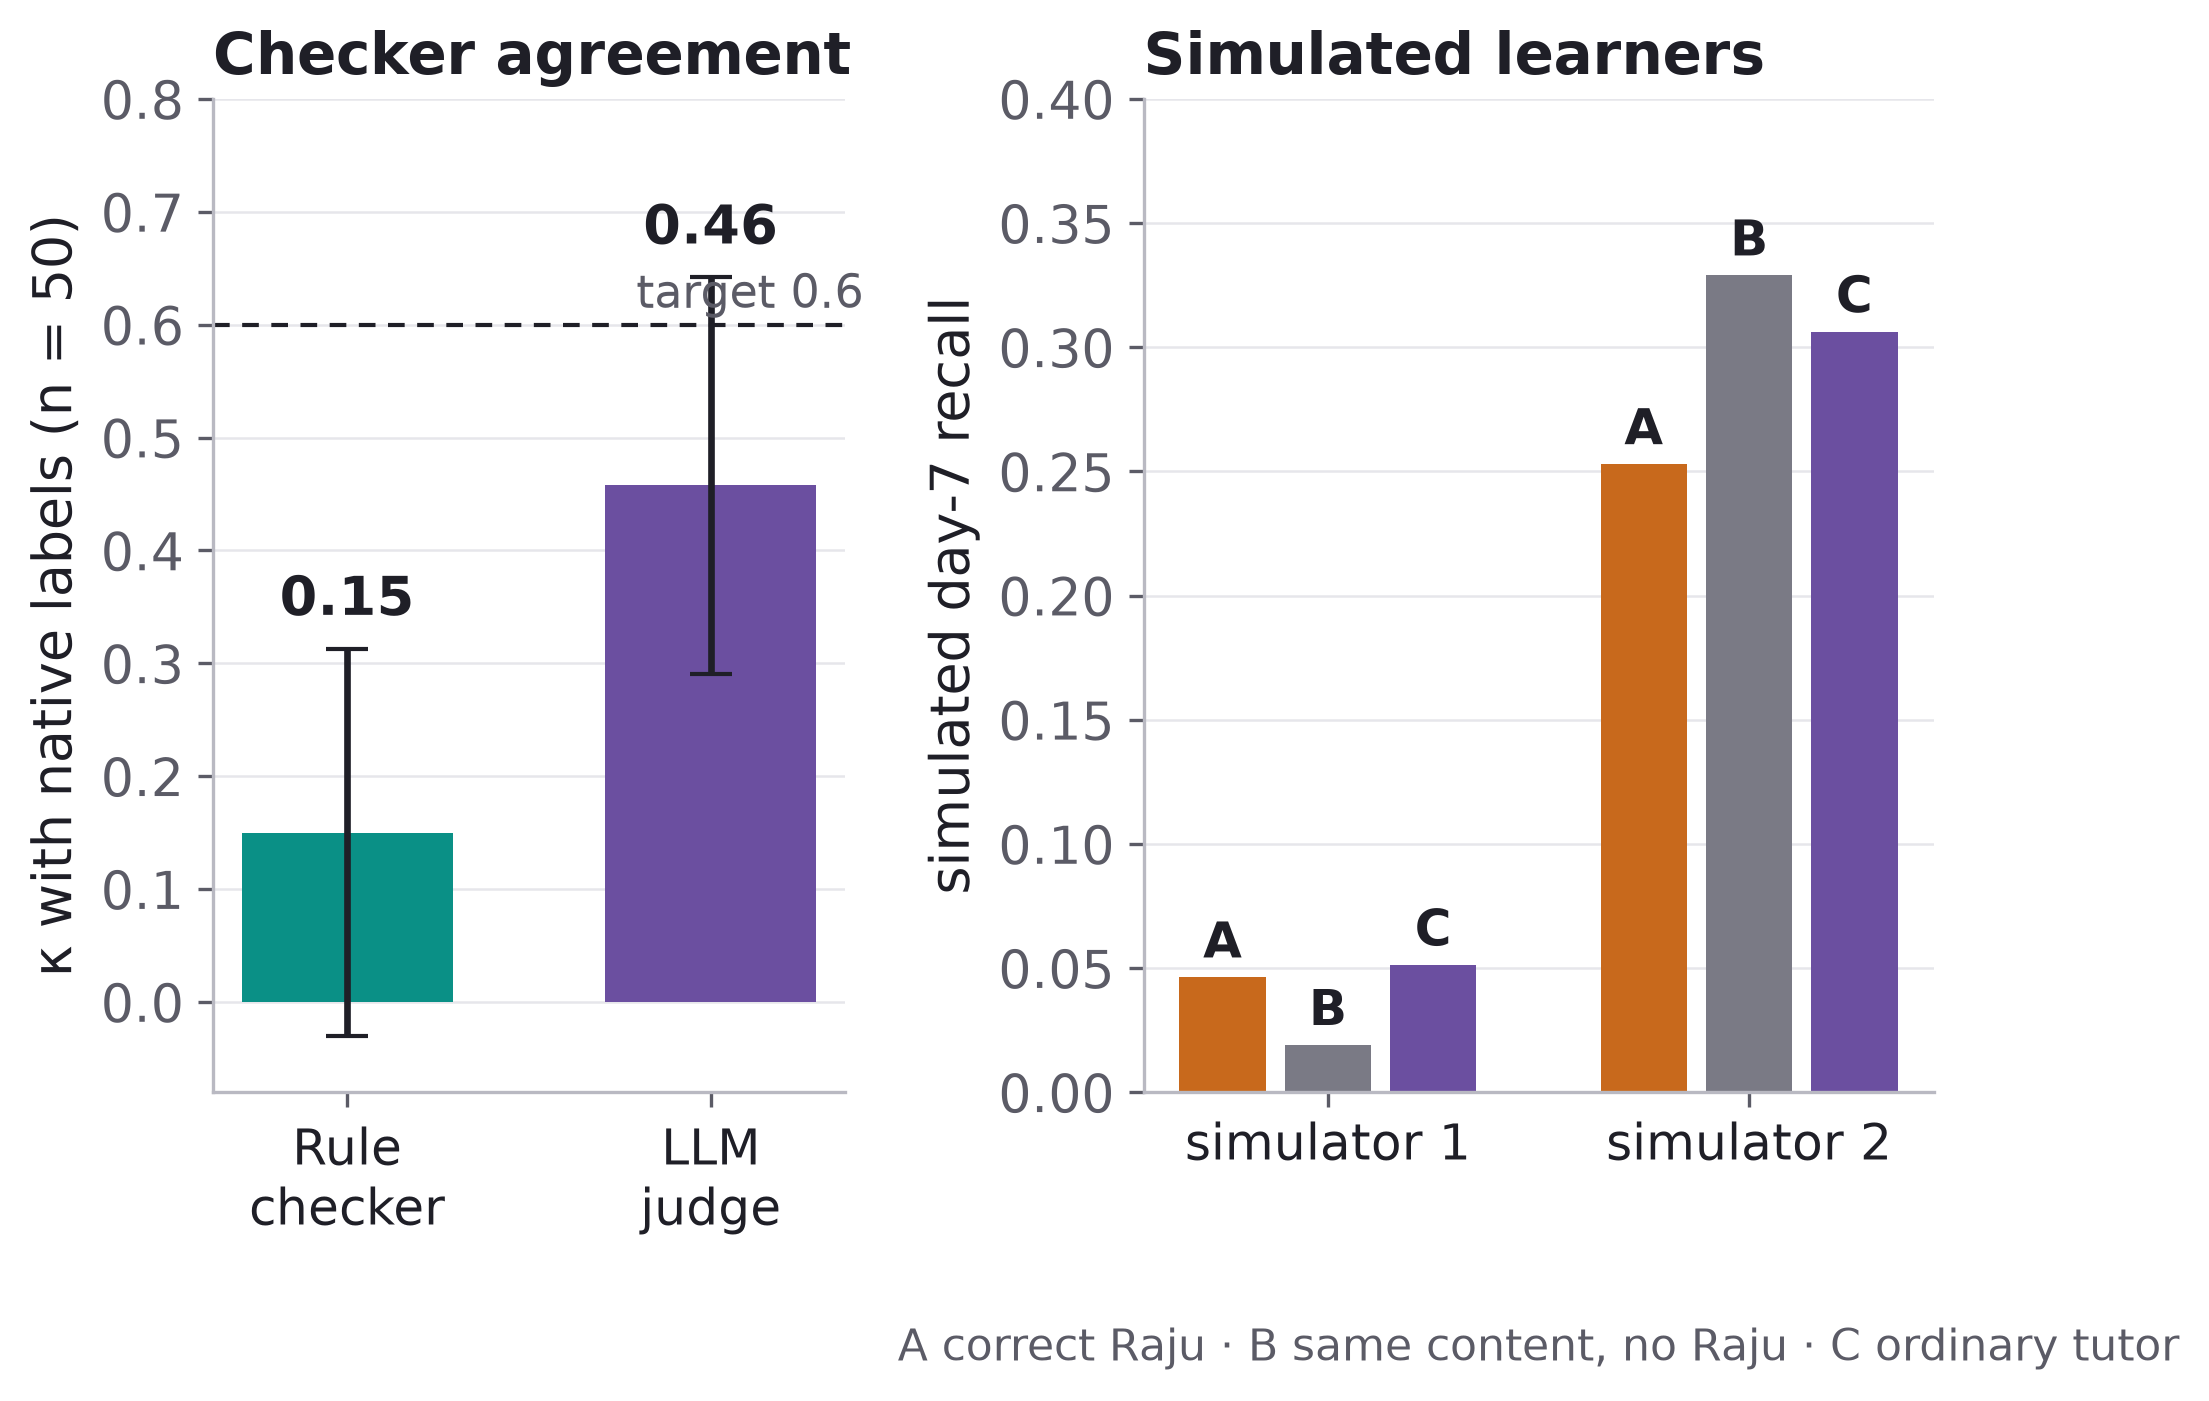 Checker agreement
κ with native labels (n = 50)
0.8
0.7
0.6
0.5
0.4
0.3
0.2
0.1
0.0
0.15
0.46
target 0.6
Rule
checker
LLM
judge
Simulated learners
simulated day-7 recall
0.40
0.35
0.30
0.25
0.20
0.15
0.10
0.05
0.00
A
B
C
A
B
C
simulator 1
simulator 2
A correct Raju · B same content, no Raju · C ordinary tutor